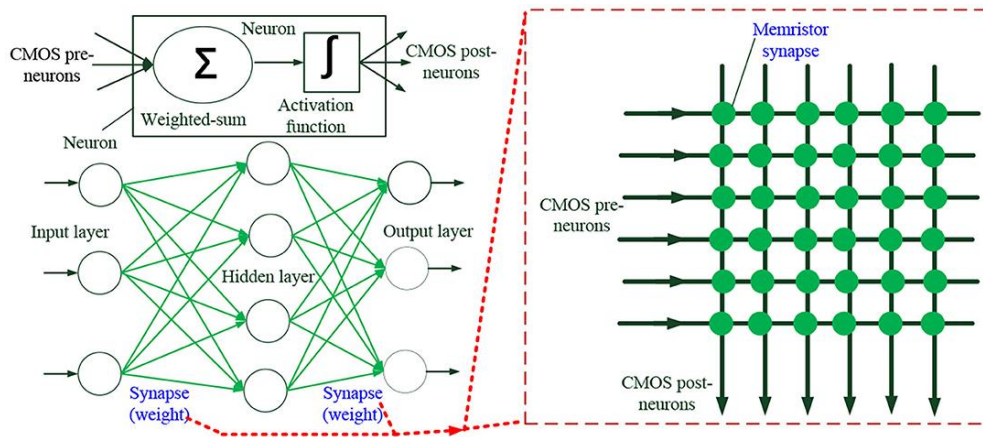 CMOS pre-
neurons
Σ
Weighted-sum
Neuron
∫
Activation
function
CMOS post-
neurons
Neuron
Input layer
Hidden layer
Output layer
Synapse
(weight)
Synapse
(weight)
Memristor
synapse
CMOS pre-
neurons
CMOS post-
neurons